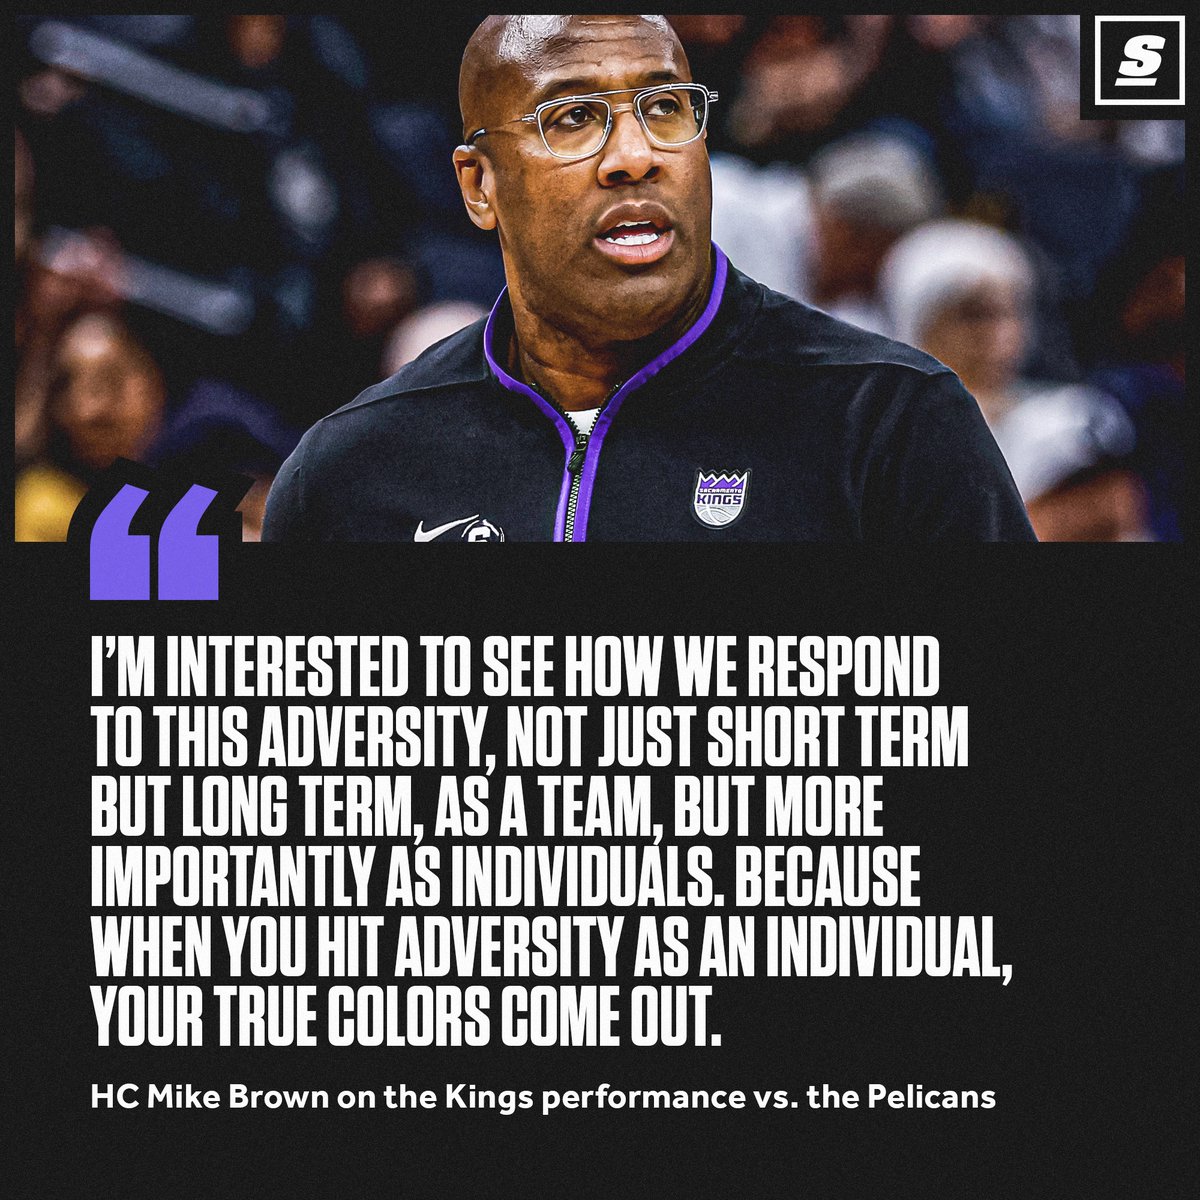 S
SACRAMENTO
KINGS
I'M INTERESTED TO SEE HOW WE RESPOND
TO THIS ADVERSITY, NOT JUST SHORT TERM
BUT LONG TERM, AS A TEAM, BUT MORE
IMPORTANTLY AS INDIVIDUALS. BECAUSE
WHEN YOU HIT ADVERSITY AS AN INDIVIDUAL,
YOUR TRUE COLORS COME OUT.
HC Mike Brown on the Kings performance vs. the Pelicans